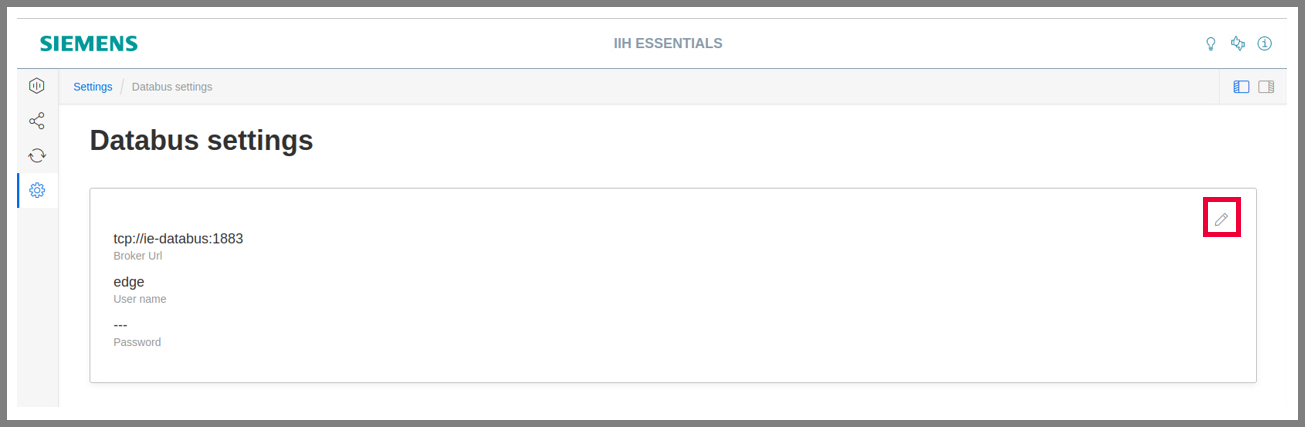 SIEMENS
IIH ESSENTIALS
Settings / Databus settings
Databus settings
tcp://ie-databus:1883
Broker Url
edge
User name
---
Password